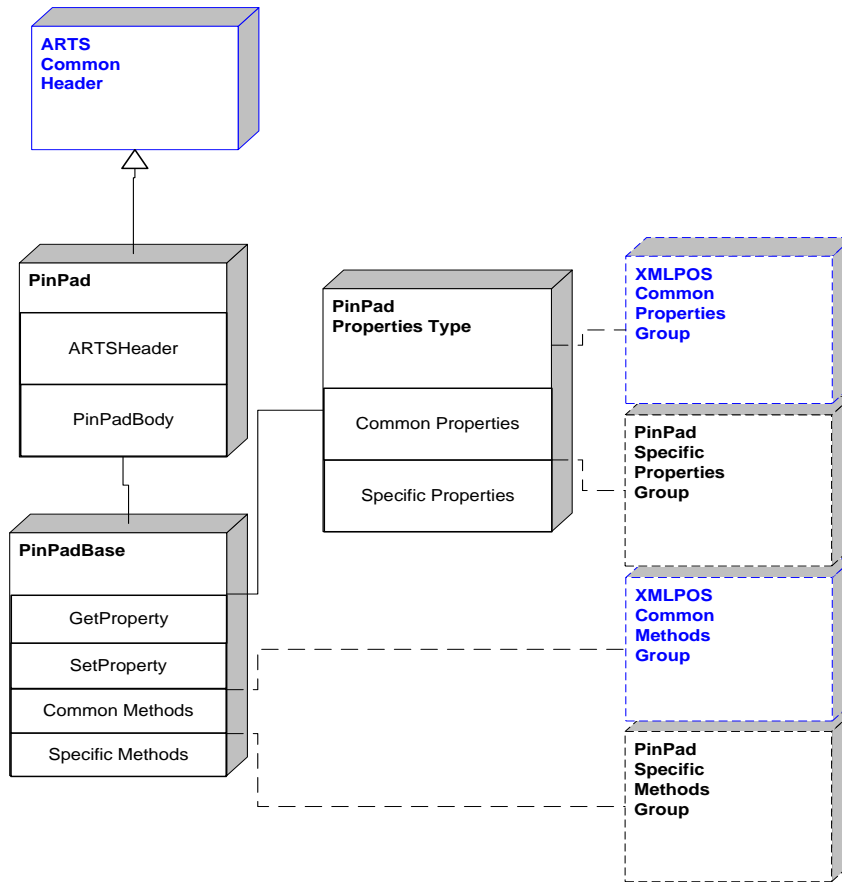 ARTS
Common
Header
PinPad
ARTSHeader
PinPadBody
PinPadBase
GetProperty
SetProperty
Common Methods
Specific Methods
PinPad
Properties Type
Common Properties
Specific Properties
XMLPOS
Common
Properties
Group
PinPad
Specific
Properties
Group
XMLPOS
Common
Methods
Group
PinPad
Specific
Methods
Group